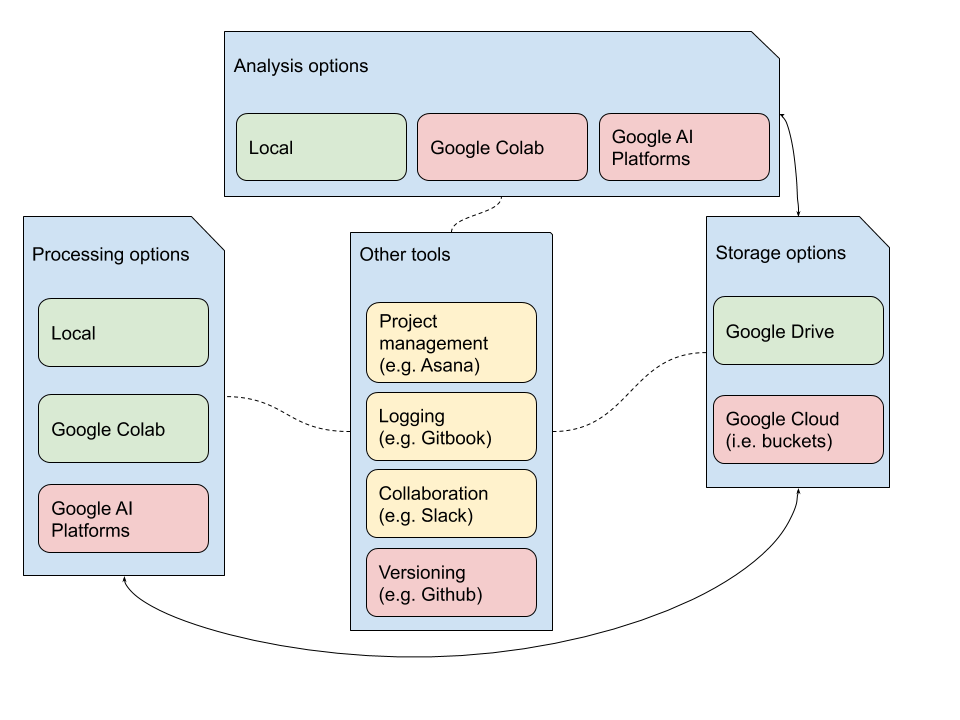 Analysis options
Local
Google Colab
Google AI
Platforms
Processing options
Local
Google Colab
Google AI
Platforms
Other tools
Project
management
(e.g. Asana)
Logging
(e.g. Gitbook)
Collaboration
(e.g. Slack)
Versioning
(e.g. Github)
Storage options
Google Drive
Google Cloud
(i.e. buckets)